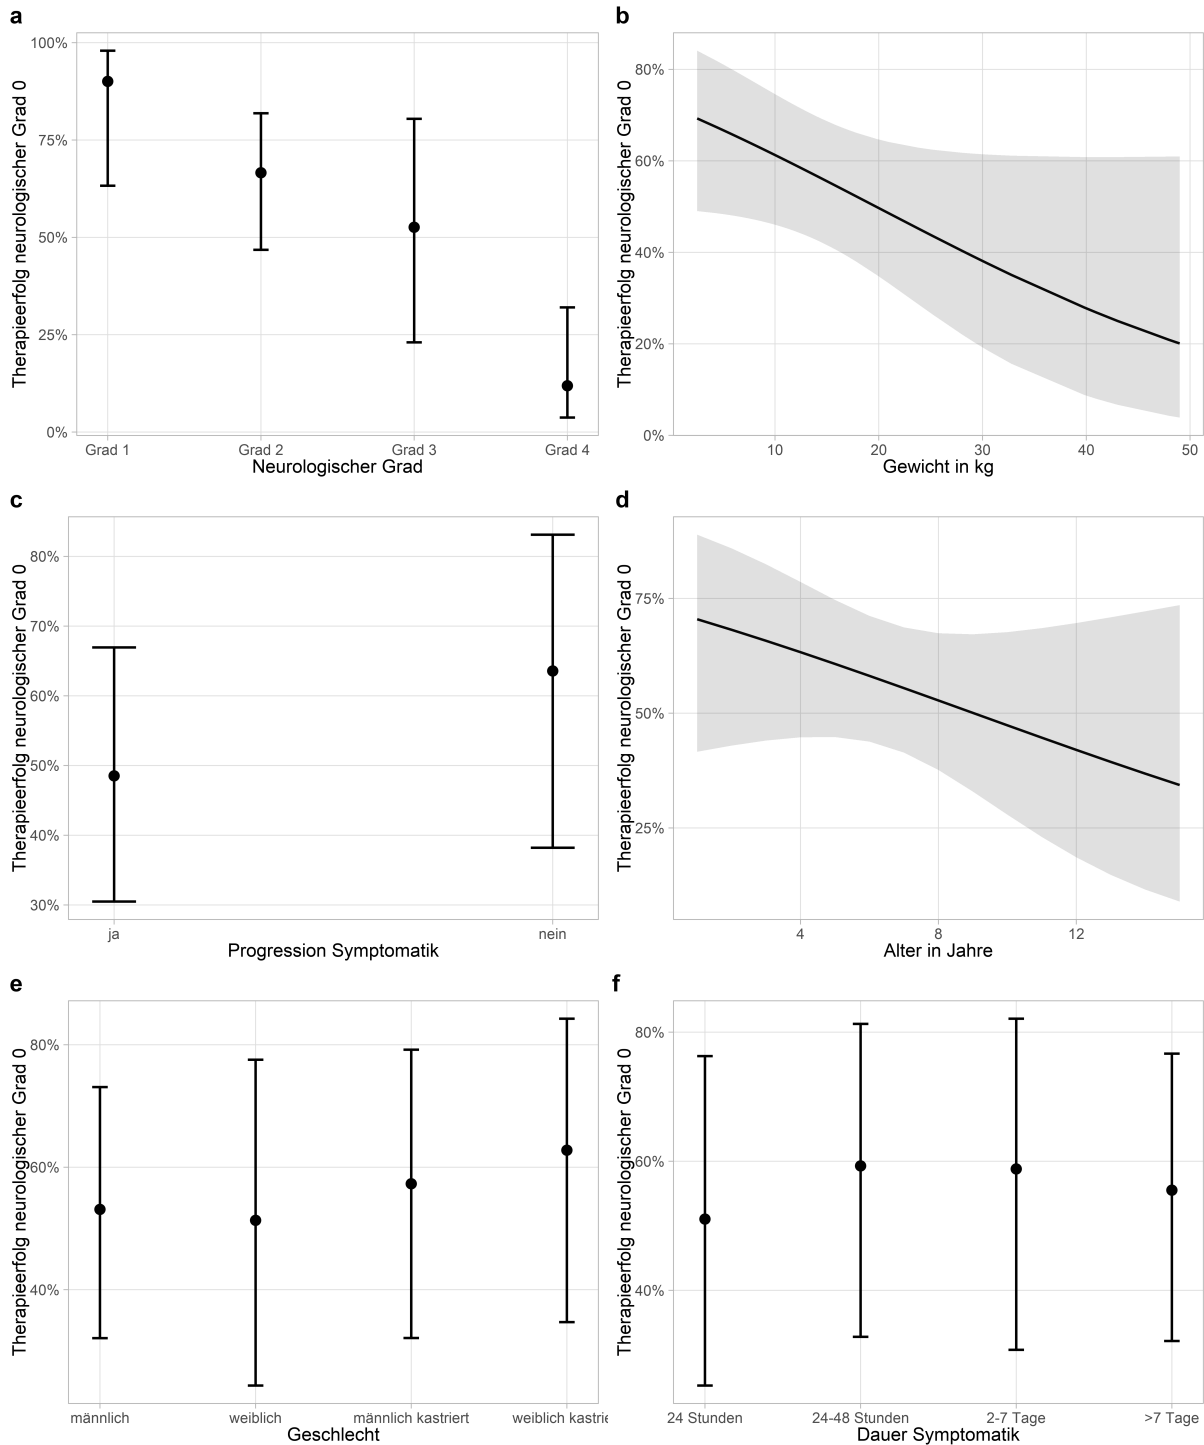 a
Therapieerfolg neurologischer Grad 0
100%
75%
50%
25%
0%
Grad 1
Grad 2
Grad 3
Grad 4
Neurologischer Grad
b
Therapieerfolg neurologischer Grad 0
80%
60%
40%
20%
0%
10
20
30
40
50
Gewicht in kg
c
Therapieerfolg neurologischer Grad 0
80%
70%
60%
50%
40%
30%
ja
nein
Progression Symptomatik
d
Therapieerfolg neurologischer Grad 0
75%
50%
25%
4
8
12
Alter in Jahre
e
Therapieerfolg neurologischer Grad 0
80%
60%
40%
männlich
weiblich
männlich kastriert
weiblich kastrie
Geschlecht
f
Therapieerfolg neurologischer Grad 0
80%
60%
40%
24 Stunden
24-48 Stunden
2-7 Tage
>7 Tage
Dauer Symptomatik